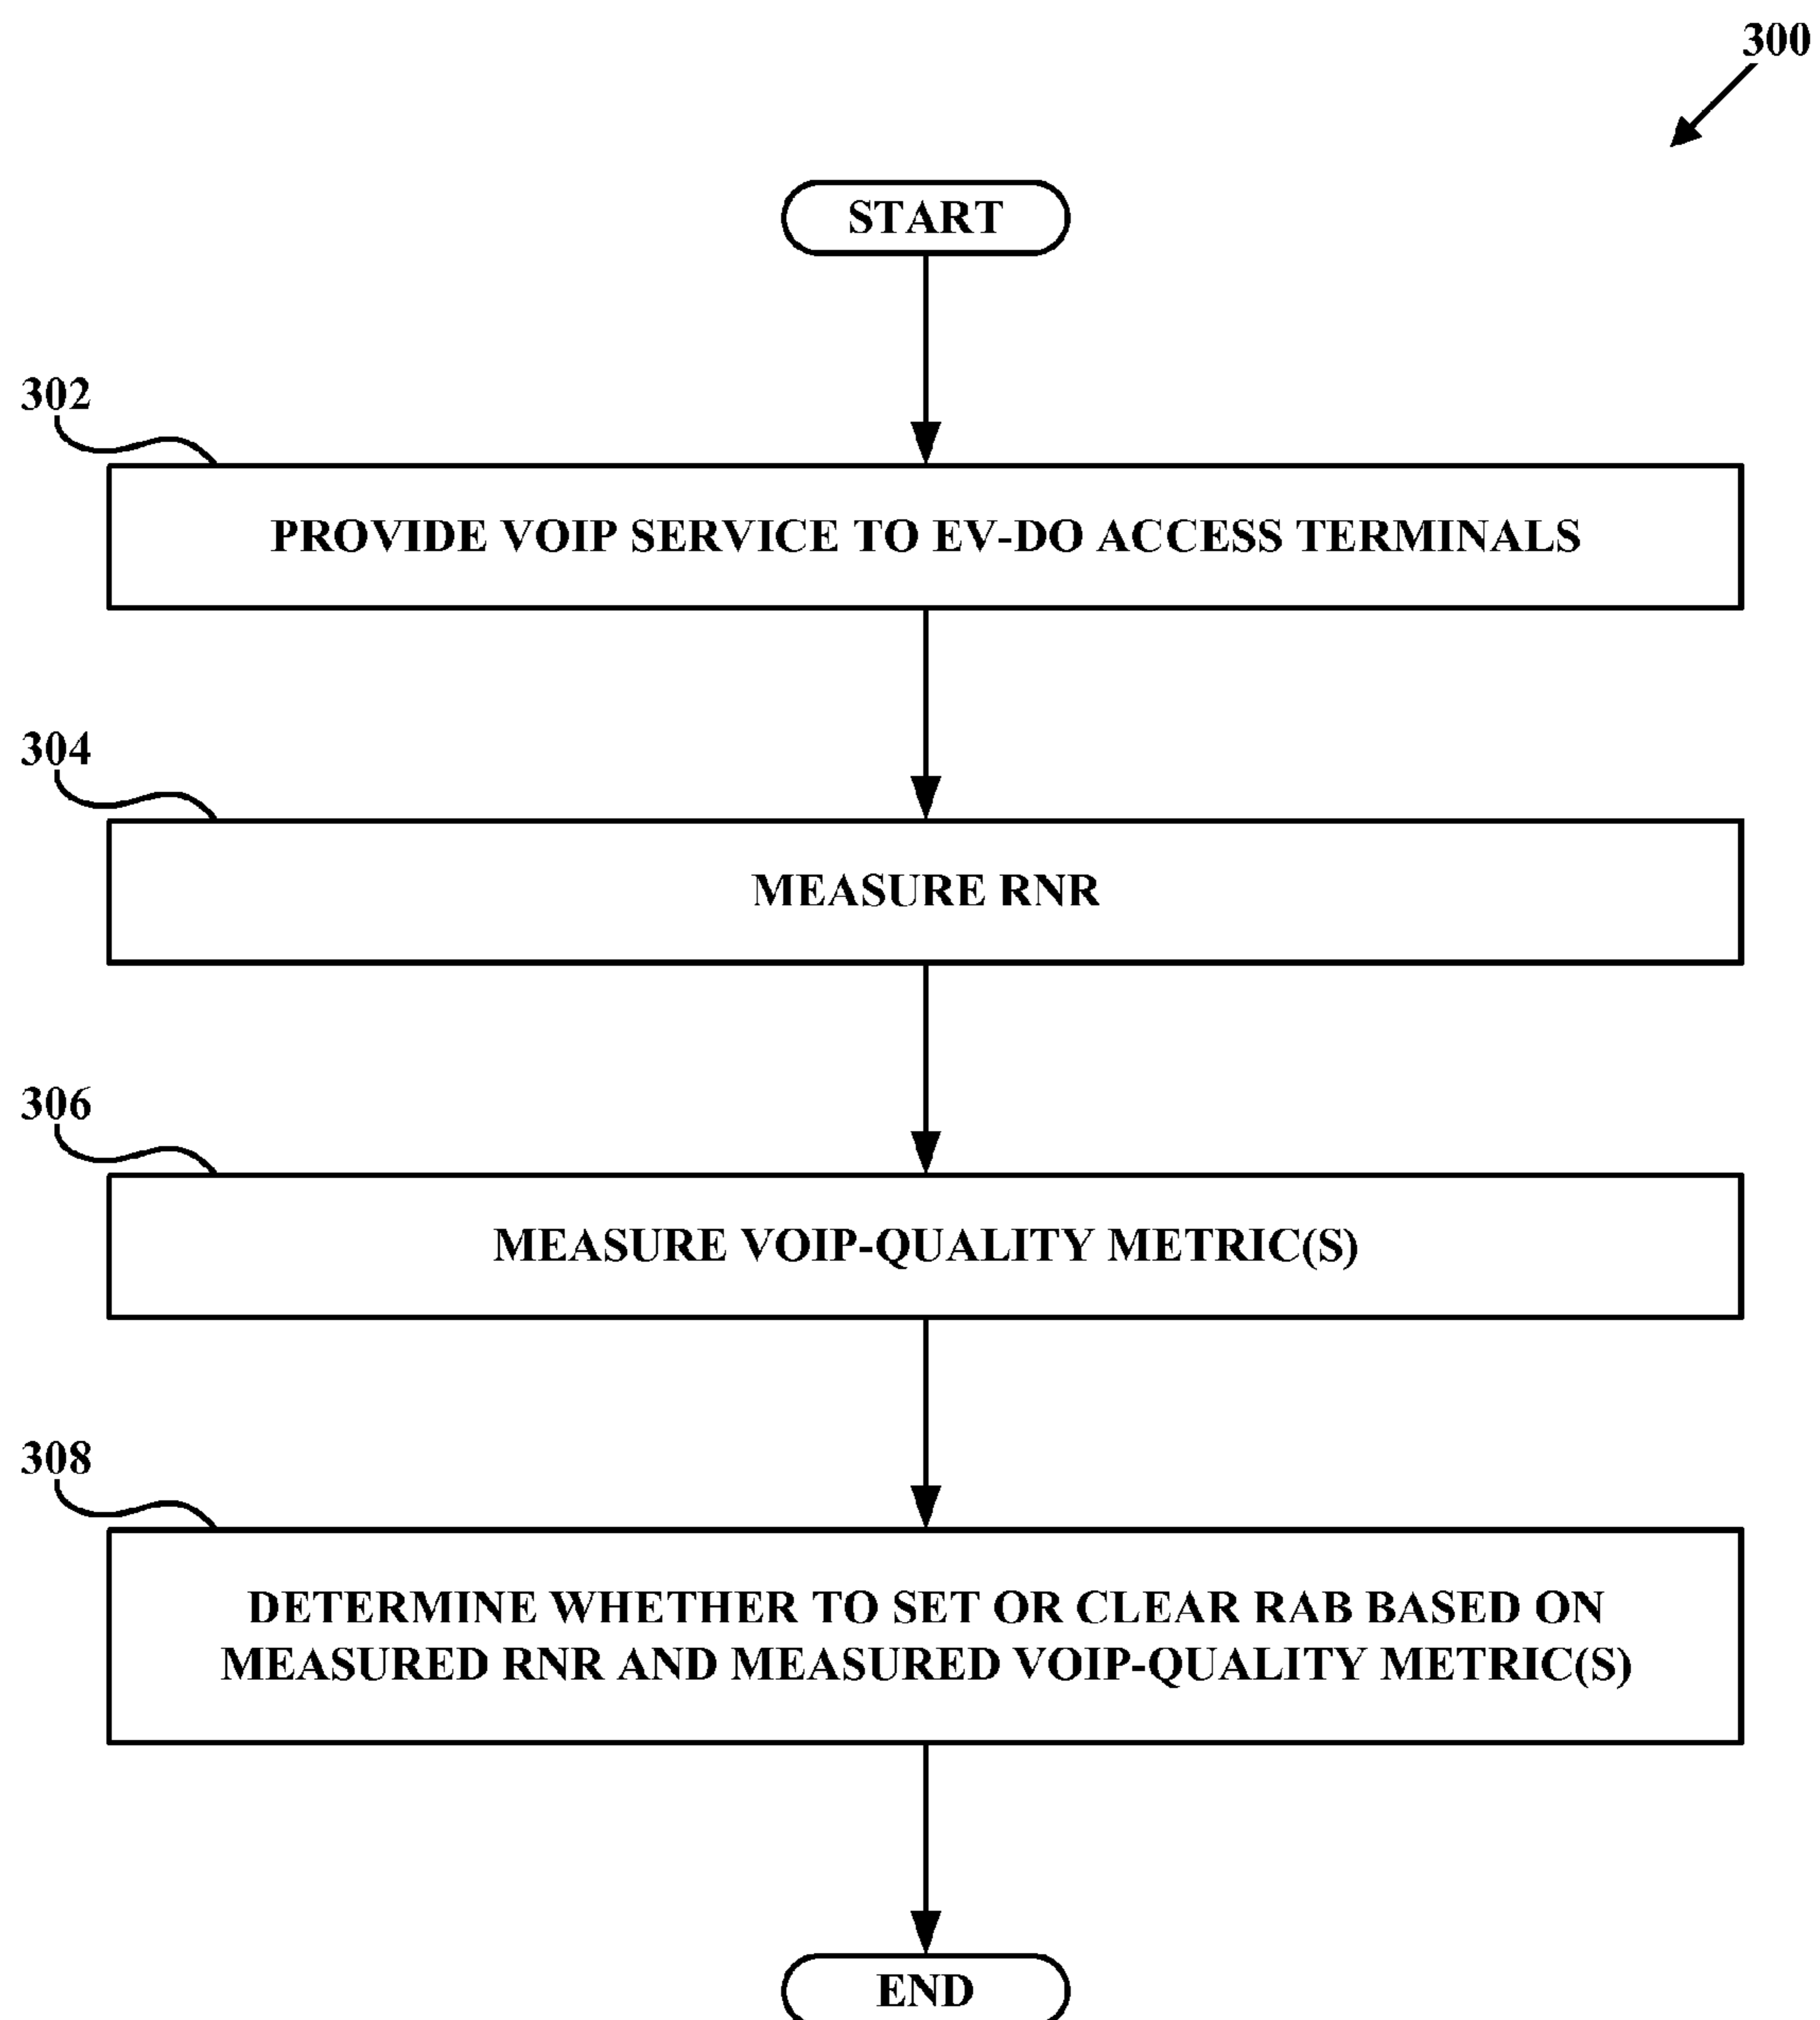 300
START
302
PROVIDE VOIP SERVICE TO EV-DO ACCESS TERMINALS
304
MEASURE RNR
306
MEASURE VOIP-QUALITY METRIC(S)
308
DETERMINE WHETHER TO SET OR CLEAR RAB BASED ON
MEASURED RNR AND MEASURED VOIP-QUALITY METRIC(S)
END